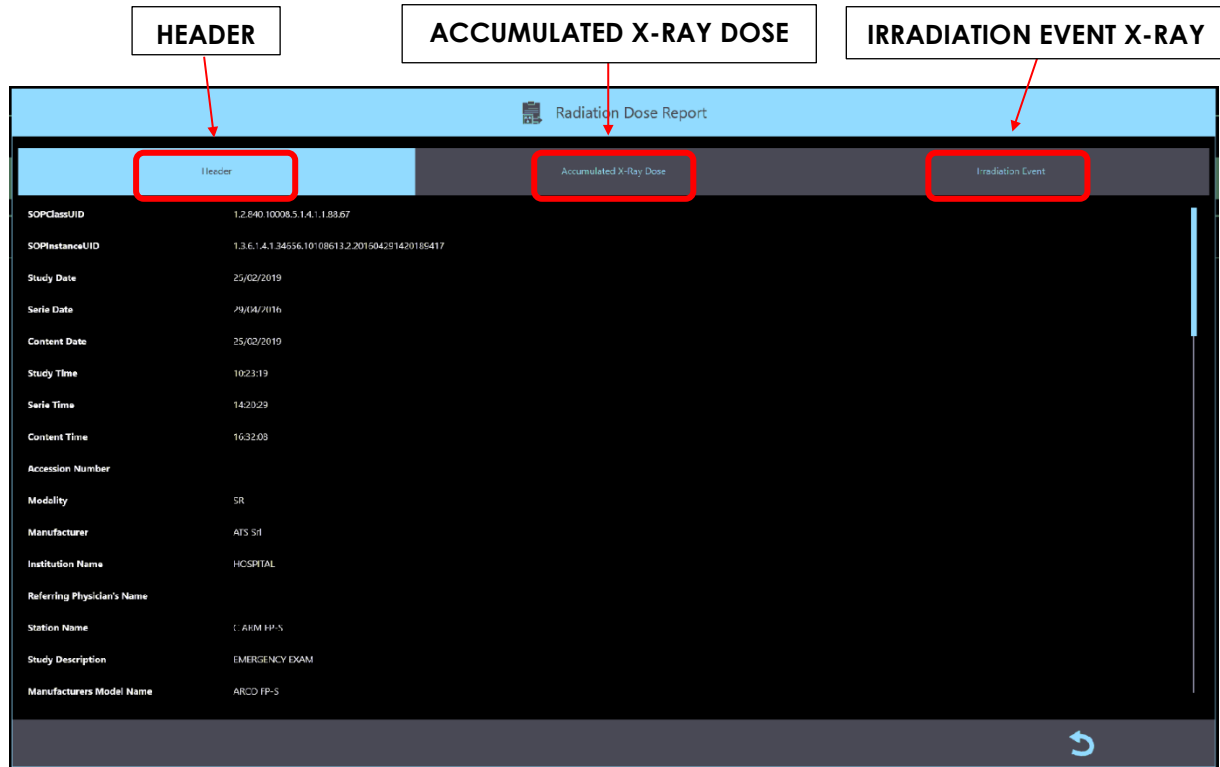 HEADER
ACCUMULATED X-RAY DOSE
IRRADIATION EVENT X-RAY
Radiation Dose Report
Header
Accumulated X-Ray Dose
Irradiation Event
SOPClassUID 1.2.840.10008.5.1.4.1.1.88.67
SOPInstanceUID 1.3.6.1.4.1.34656.10108613.2.201604291420189417
Study Date 25/02/2019
Serie Date 29/04/2016
Content Date 25/02/2019
Study Time 10:23:19
Serie Time 14:20:29
Content Time 16:32:08
Accession Number
Modality SR
Manufacturer ATS Srl
Institution Name HOSPITAL
Referring Physician's Name
Station Name C ARM FP-S
Study Description EMERGENCY EXAM
Manufacturers Model Name ARCO FP-S